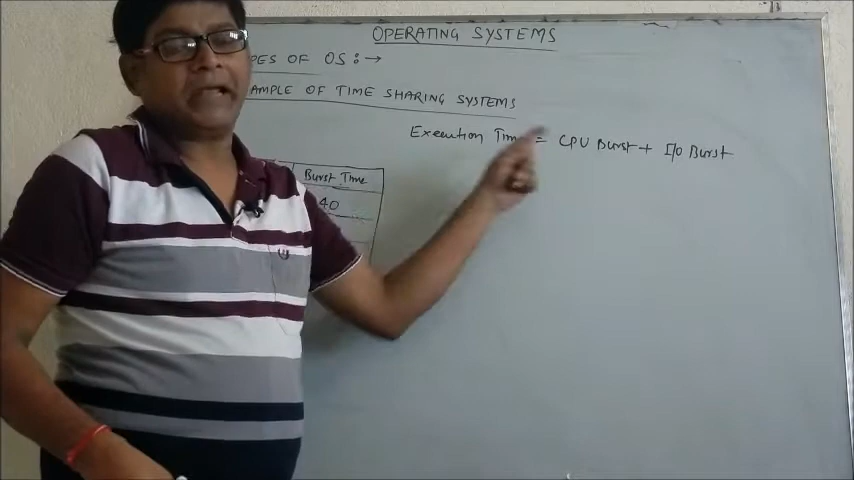 OPERATING SYSTEMS
PES OF OS:→
AMPLE OF TIME SHARING SYSTEMS
Execution Time = CPU Burst + I/O Burst
Burst Time
40